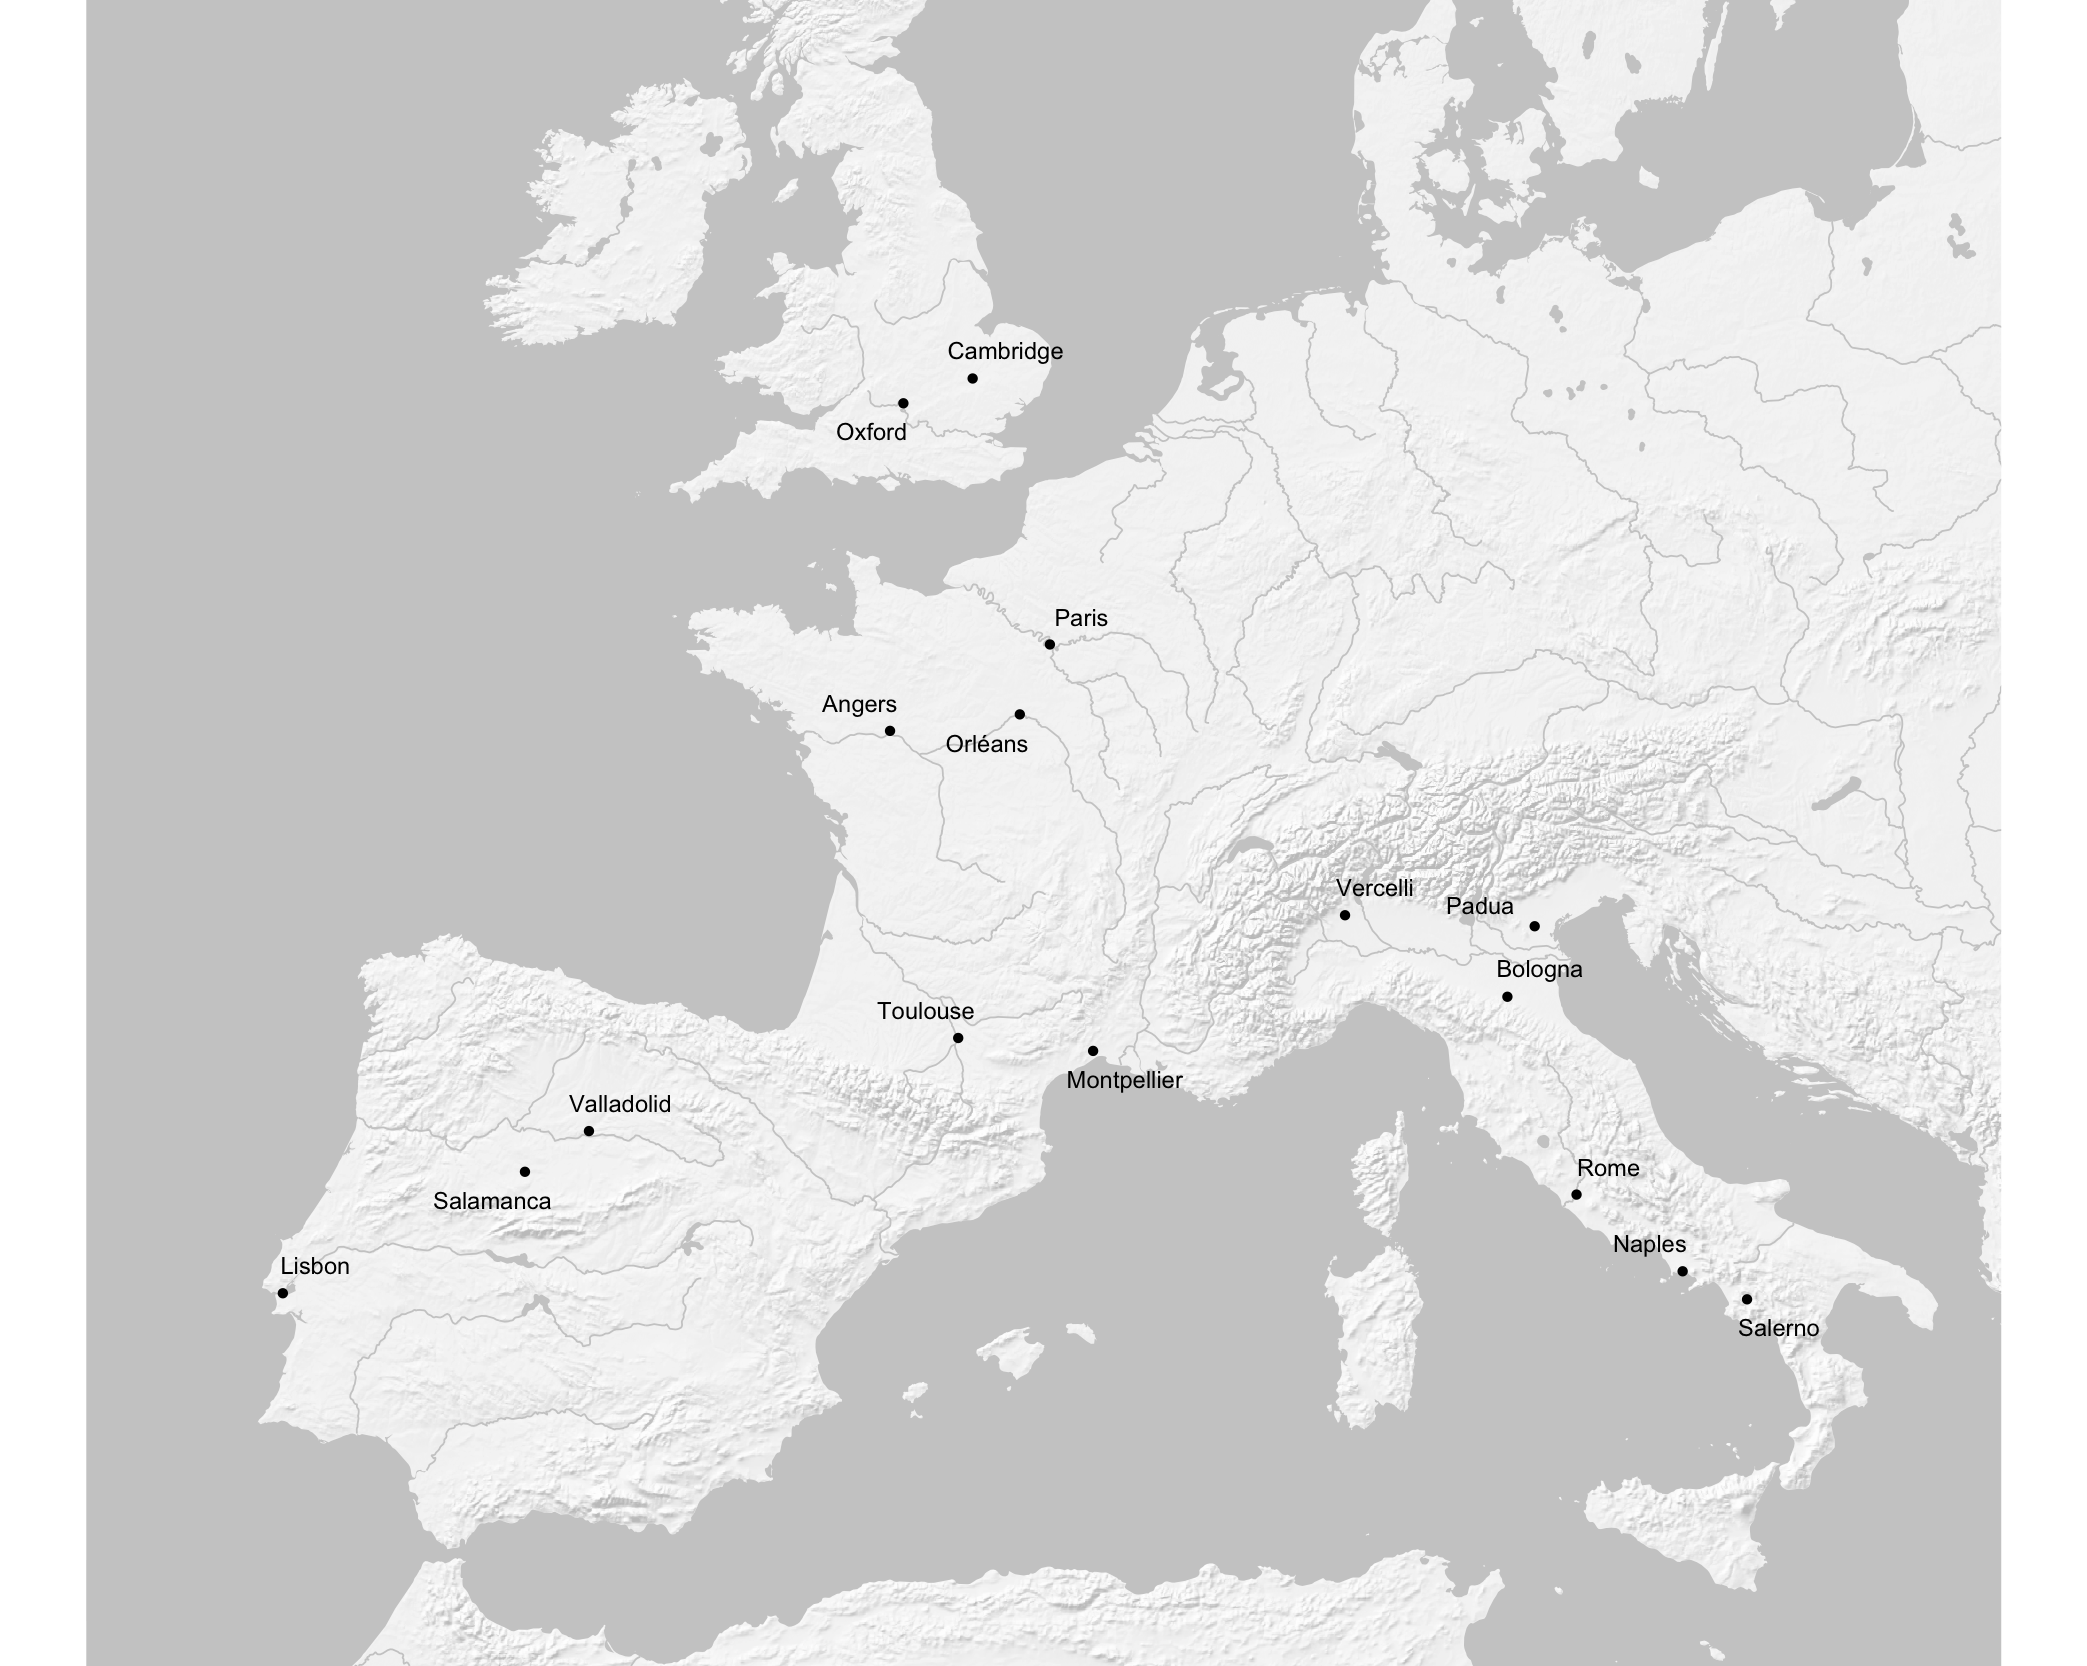 Cambridge
Oxford
Paris
Angers
Orléans
Vercelli
Padua
Bologna
Toulouse
Montpellier
Valladolid
Rome
Salamanca
Naples
Lisbon
Salerno